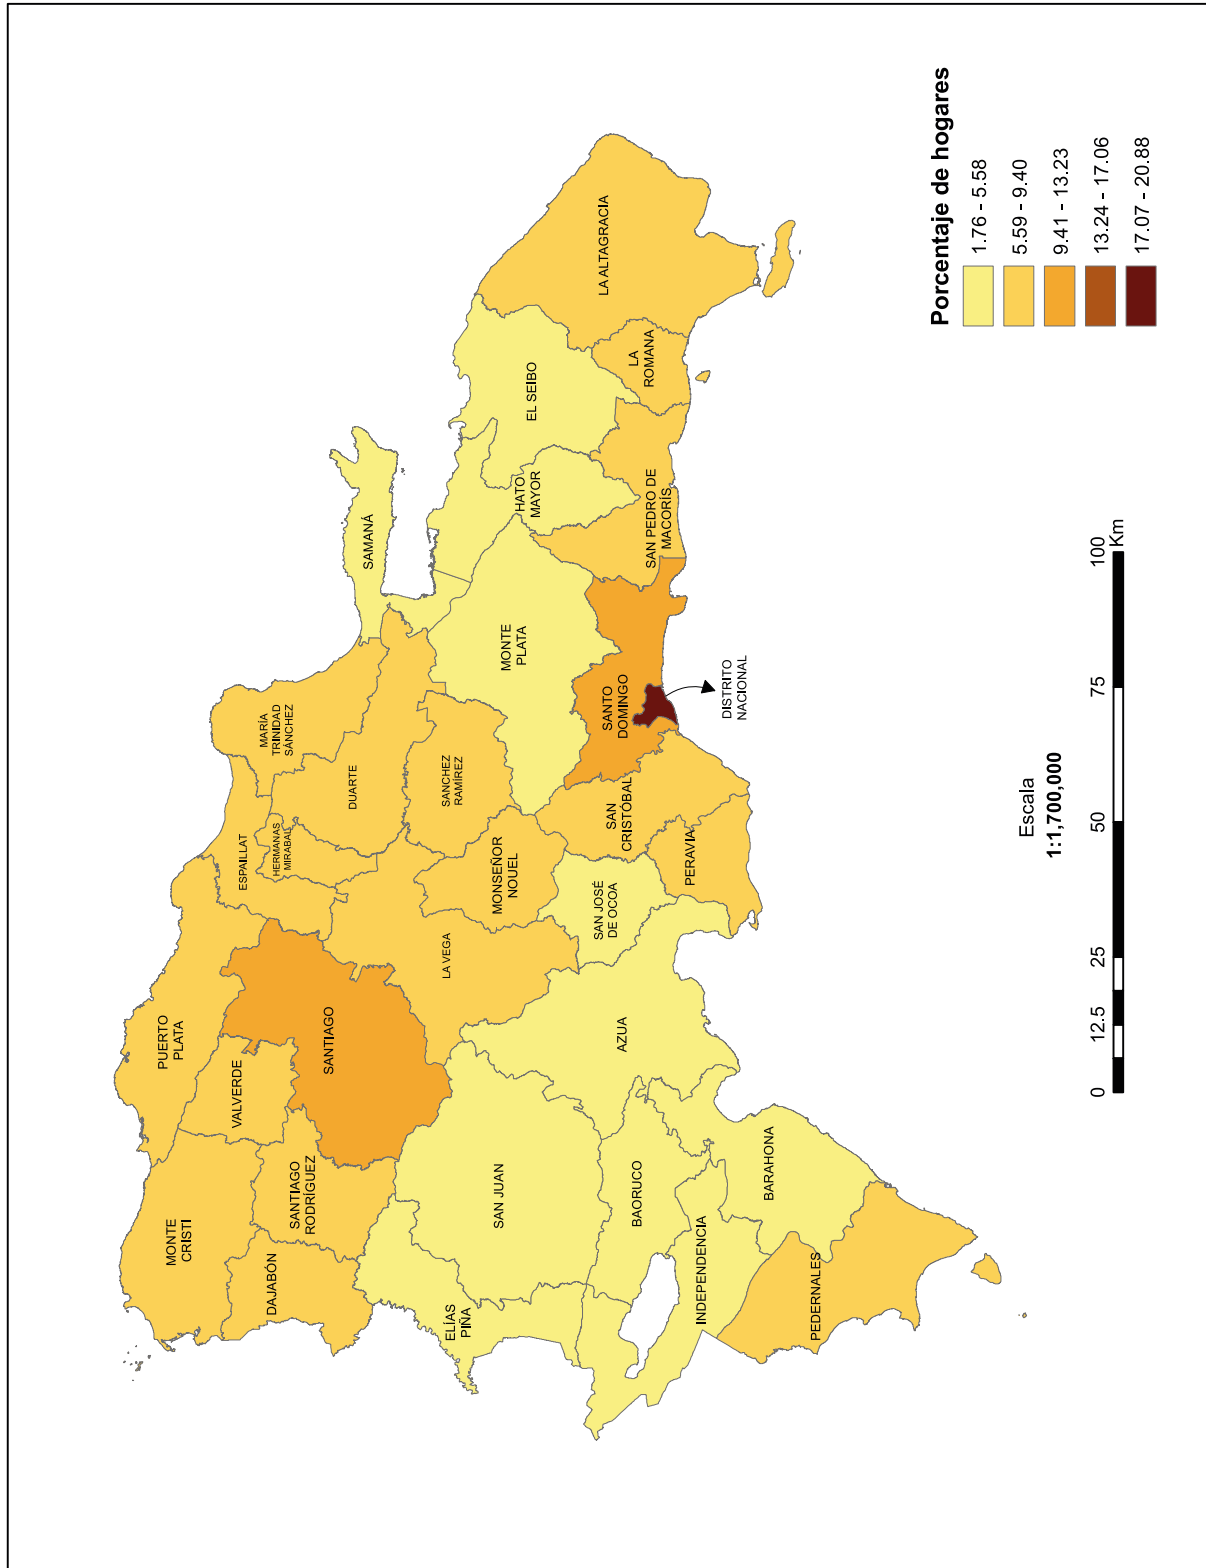 MONTE
CRISTI
PUERTO
PLATA
DAJABÓN
SANTIAGO
RODRÍGUEZ
VALVERDE
SANTIAGO
ESPAILLAT
HERMANAS
MIRABAL
MARÍA
TRINIDAD
SÁNCHEZ
DUARTE
SAMANÁ
ELÍAS
PIÑA
SAN JUAN
LA VEGA
SANCHEZ
RAMÍREZ
MONSEÑOR
NOUEL
MONTE
PLATA
HATO
MAYOR
EL SEIBO
LA ALTAGRACIA
BAORUCO
AZUA
SAN JOSÉ
DE OCOA
SAN
CRISTÓBAL
SANTO
DOMINGO
SAN PEDRO DE
MACORÍS
LA
ROMANA
INDEPENDENCIA
BARAHONA
PERAVIA
DISTRITO
NACIONAL
PEDERNALES
Porcentaje de hogares
1.76 - 5.58
5.59 - 9.40
9.41 - 13.23
13.24 - 17.06
17.07 - 20.88
Escala
1:1,700,000
0 12.5 25 50 75 100
Km